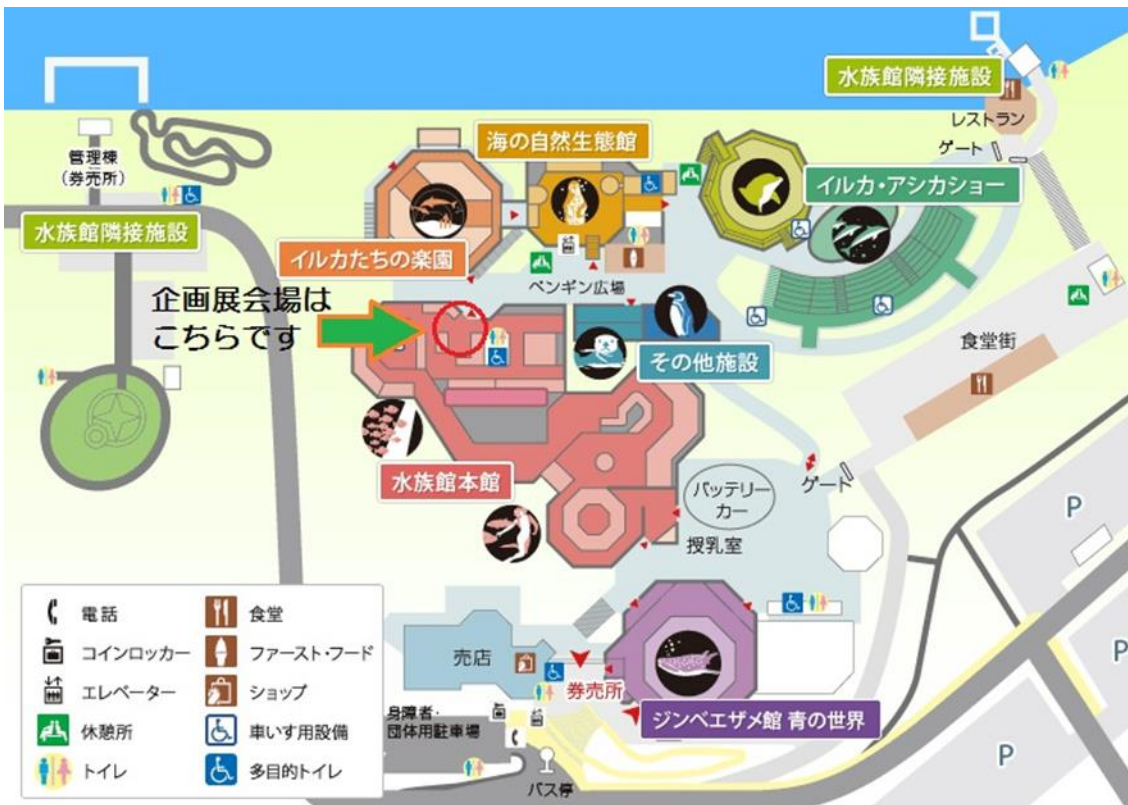 水族館隣接施設
レストラン
ゲート
管理棟
(券売所)
海の自然生態館
イルカ・アシカショー
水族館隣接施設
イルカたちの楽園
ペンギン広場
企画展会場は
こちらです
その他施設
食堂街
水族館本館
バッテリー
カー
ゲート
授乳室
P
電話
食堂
コインロッカー
ファースト・フード
エレベーター
ショップ
休憩所
車いす用設備
トイレ
多目的トイレ
売店
券売所
身障者・
団体用駐車場
ジンベエザメ館 青の世界
バス停
P
P